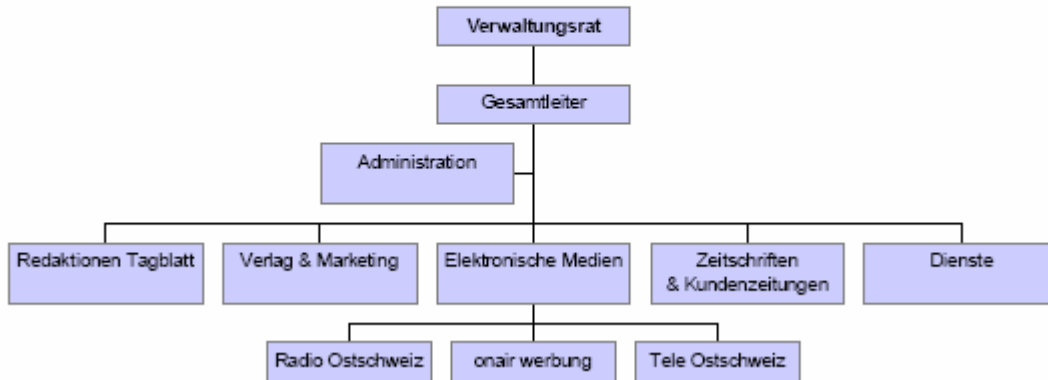 Verwaltungsrat
Gesamtleiter
Administration
Redaktionen Tagblatt
Verlag & Marketing
Elektronische Medien
Zeitschriften
& Kundenzeitungen
Dienste
Radio Ostschweiz
onair werbung
Tele Ostschweiz